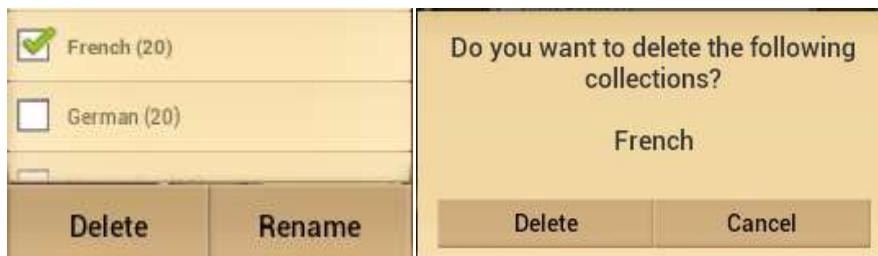 French (20)
German (20)
Delete
Rename
Do you want to delete the following
collections?
French
Delete
Cancel